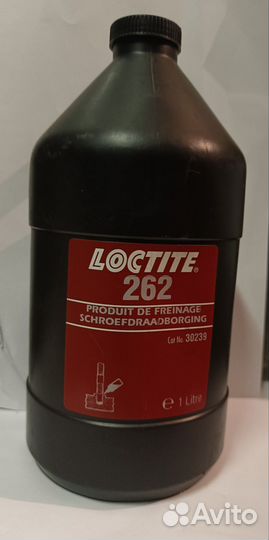 LOCTITE®
262
PRODUIT DE FREINAGE
SCHROEFDRAADBORGING
Cat No. 30239
℮ 1 Litre
Avito